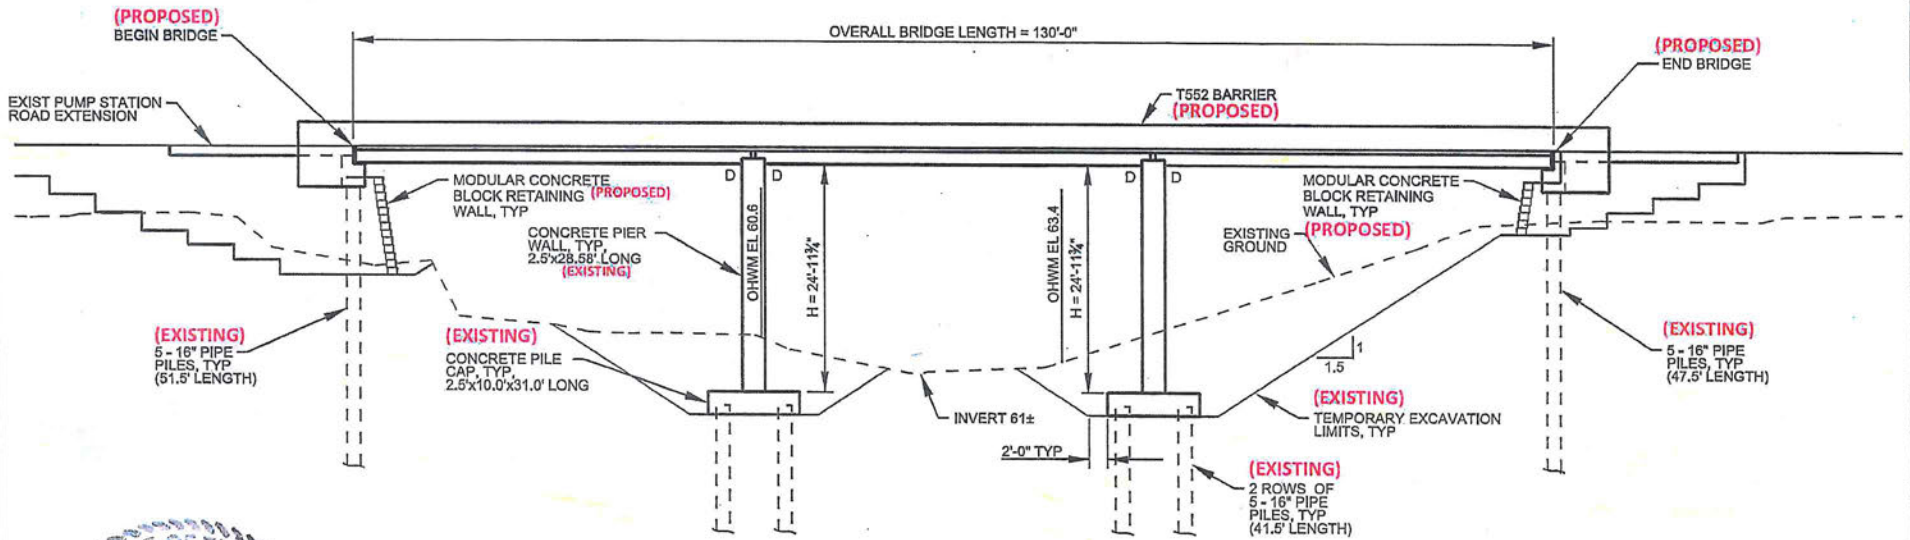 (PROPOSED)
BEGIN BRIDGE
OVERALL BRIDGE LENGTH = 130'-0"
(PROPOSED)
END BRIDGE
EXIST PUMP STATION
ROAD EXTENSION
T552 BARRIER
(PROPOSED)
MODULAR CONCRETE
BLOCK RETAINING (PROPOSED)
WALL, TYP
D D
D D
MODULAR CONCRETE
BLOCK RETAINING
WALL, TYP
(PROPOSED)
CONCRETE PIER
WALL, TYP,
2.5'x28.58' LONG
(EXISTING)
OHWM EL 60.6
H = 24'-11¾"
OHWM EL 63.4
H = 24'-11¾"
EXISTING
GROUND
(EXISTING)
5 - 16" PIPE
PILES, TYP
(51.5' LENGTH)
(EXISTING)
CONCRETE PILE
CAP, TYP,
2.5'x10.0'x31.0' LONG
INVERT 61±
1
1.5
(EXISTING)
TEMPORARY EXCAVATION
LIMITS, TYP
(EXISTING)
5 - 16" PIPE
PILES, TYP
(47.5' LENGTH)
2'-0" TYP
(EXISTING)
2 ROWS OF
5 - 16" PIPE
PILES, TYP
(41.5' LENGTH)